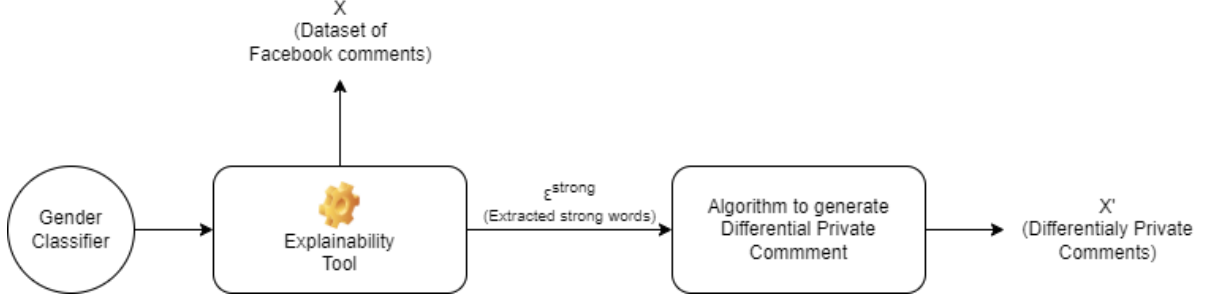 X
(Dataset of
Facebook comments)
Gender
Classifier
Explainability
Tool
ε^strong
(Extracted strong words)
Algorithm to generate
Differential Private
Commment
X'
(Differentialy Private
Comments)